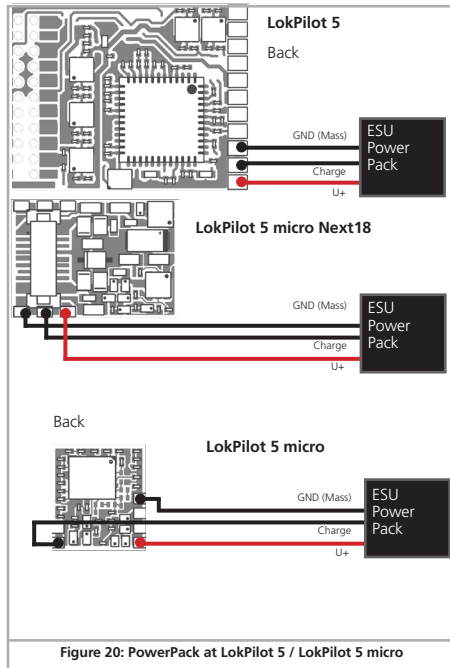 LokPilot 5
Back
GND (Mass)
Charge
U+
ESU
Power
Pack
LokPilot 5 micro Next18
GND (Mass)
Charge
U+
ESU
Power
Pack
Back
LokPilot 5 micro
GND (Mass)
Charge
U+
ESU
Power
Pack
Figure 20: PowerPack at LokPilot 5 / LokPilot 5 micro